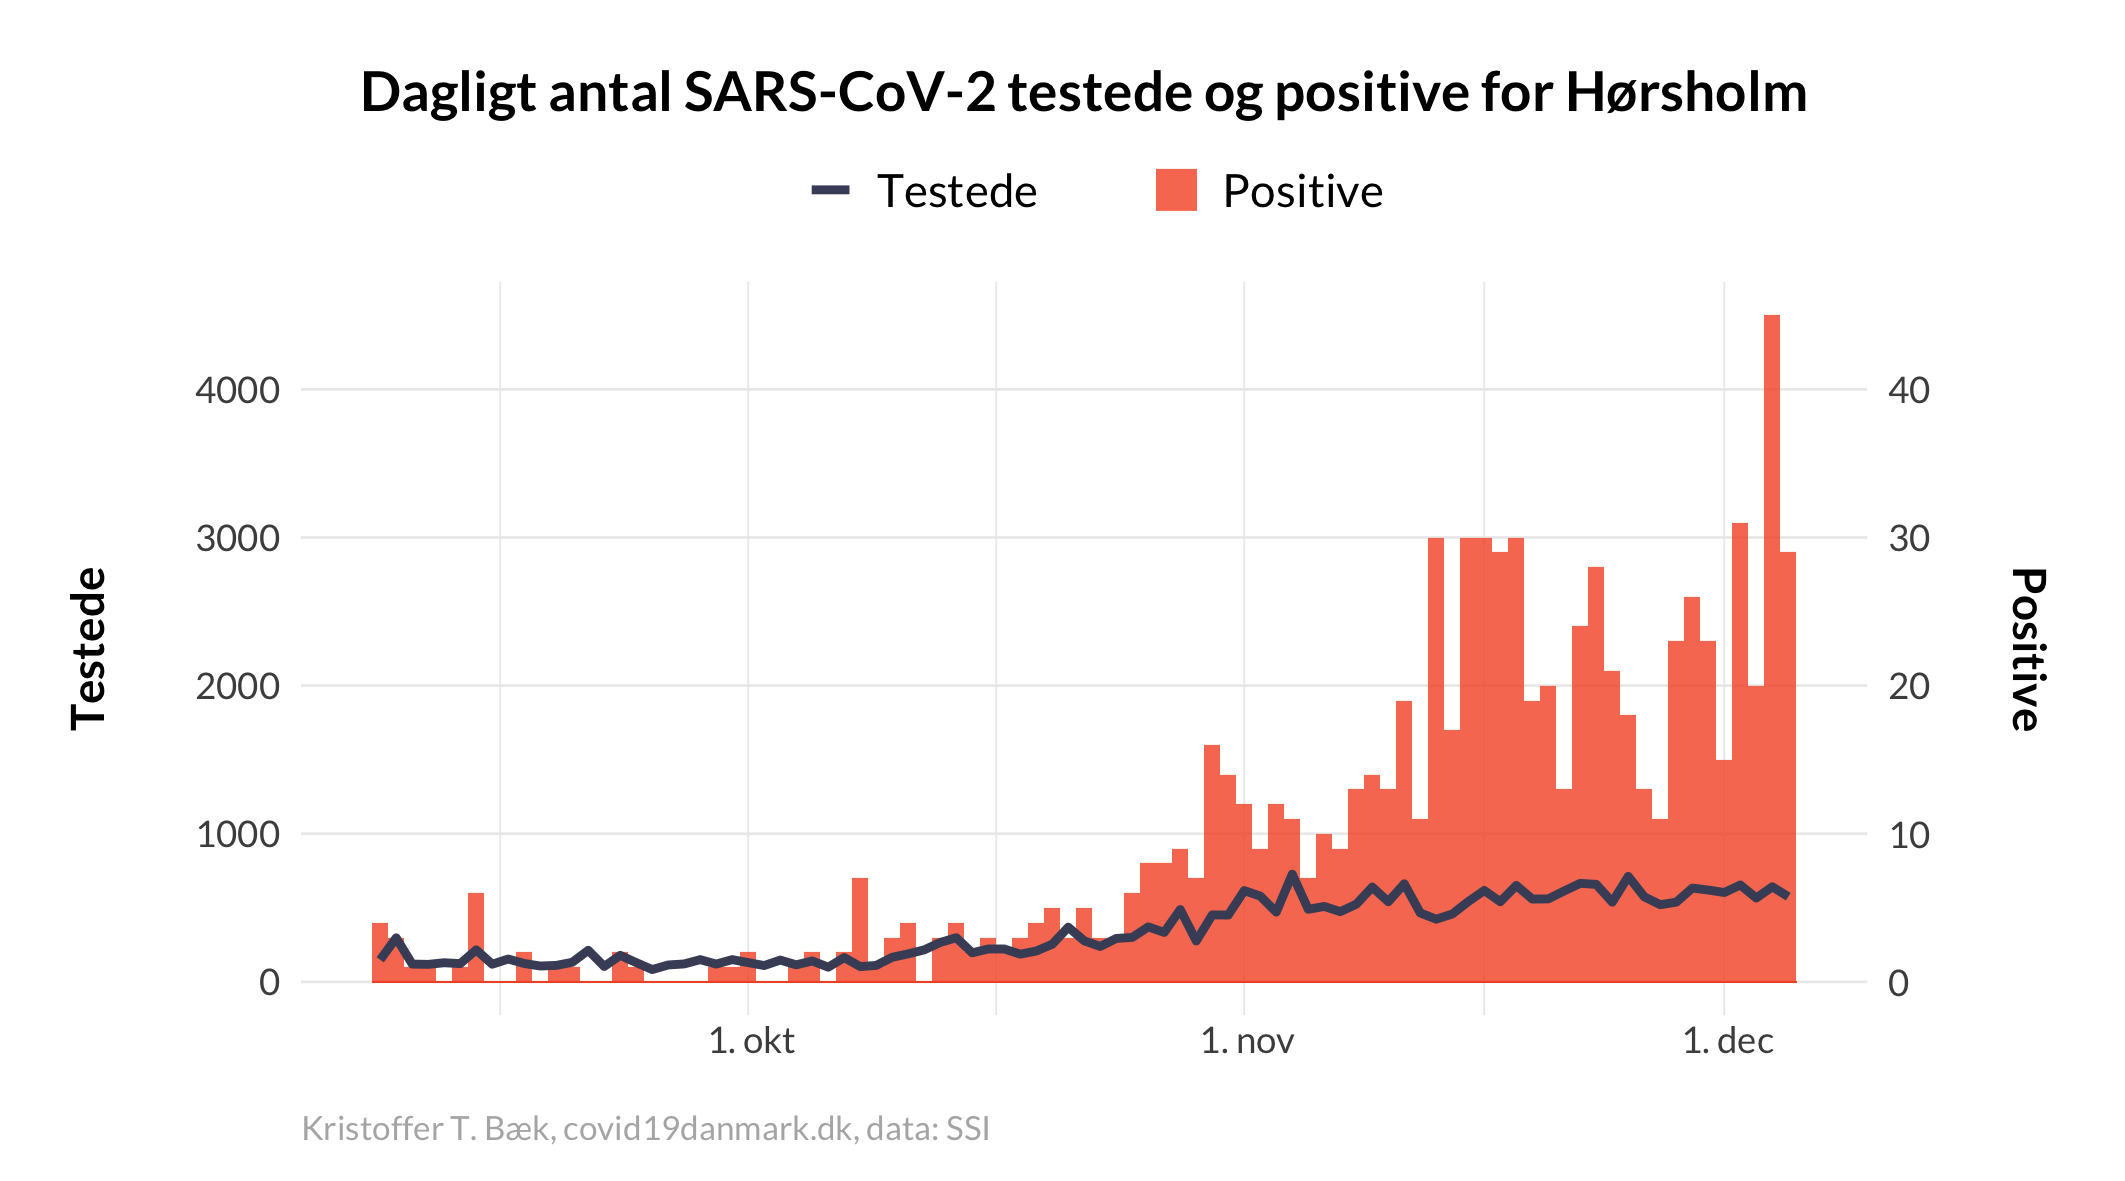 Dagligt antal SARS-CoV-2 testede og positive for Hørsholm
Testede
Positive
4000
3000
2000
1000
0
Testede
40
30
20
10
0
Positive
1. okt
1. nov
1. dec
Kristoffer T. Bæk, covid19danmark.dk, data: SSI